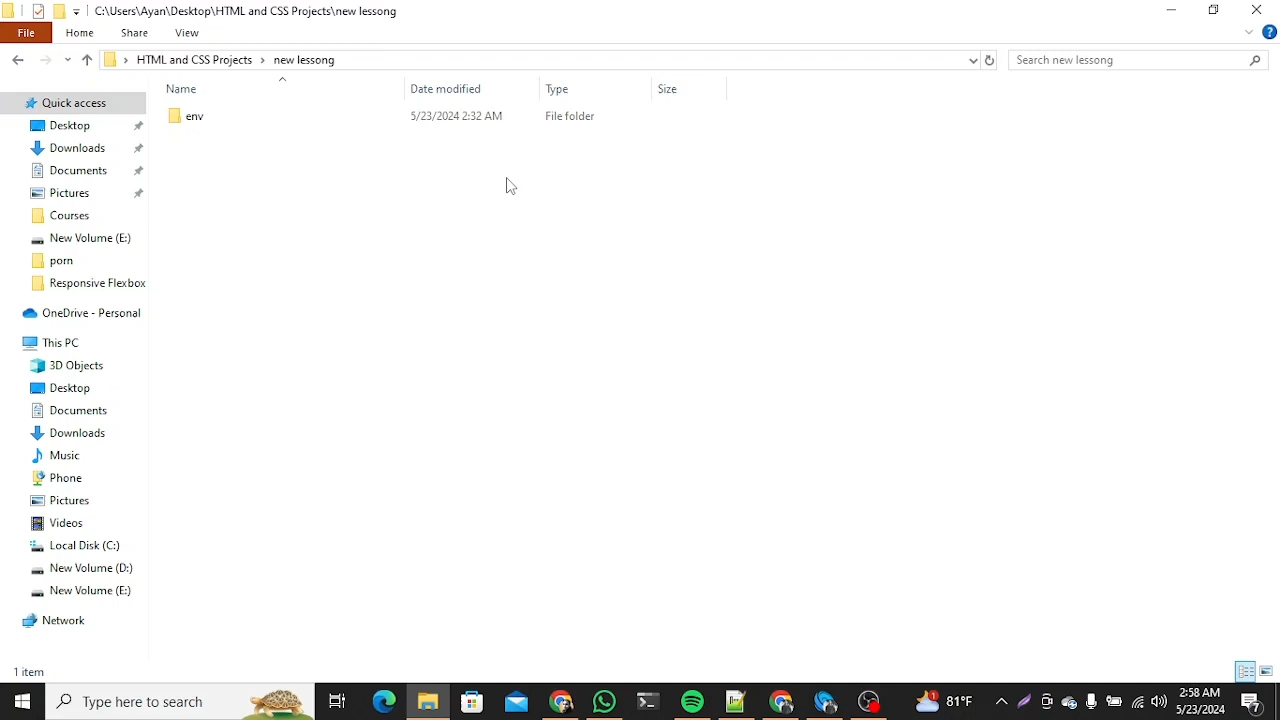 C:\Users\Ayan\Desktop\HTML and CSS Projects\new lessong
File Home Share View
HTML and CSS Projects > new lessong
Search new lessong
Name Date modified Type Size
env 5/23/2024 2:32 AM File folder
Quick access
Desktop
Downloads
Documents
Pictures
Courses
New Volume (E:)
porn
Responsive Flexbox
OneDrive - Personal
This PC
3D Objects
Desktop
Documents
Downloads
Music
Phone
Pictures
Videos
Local Disk (C:)
New Volume (D:)
New Volume (E:)
Network
1 item
Type here to search
1
81°F
2:58 AM
5/23/2024
7